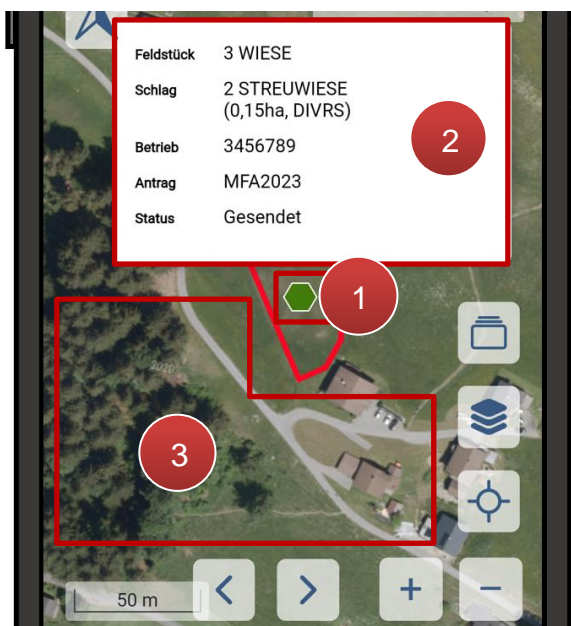 Feldstück 3 WIESE
Schlag 2 STREUWIESE
(0,15ha, DIVRS)
Betrieb 3456789
Antrag MFA2023
Status Gesendet
2
1
2020
3
50 m
+
−